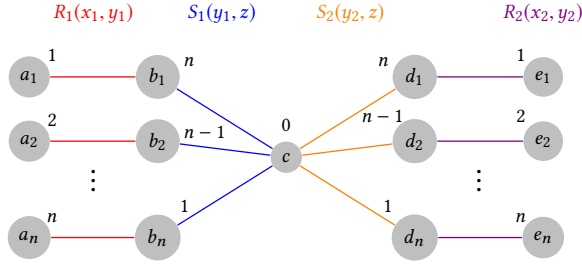 R₁(x₁, y₁) S₁(y₁, z) S₂(y₂, z) R₂(x₂, y₂)
1 n 0 n 1
a₁ b₁ c d₁ e₁
2 n − 1 n−1 2
a₂ b₂ d₂ e₂
⋮ ⋮
n 1 1 n
aₙ bₙ dₙ eₙ